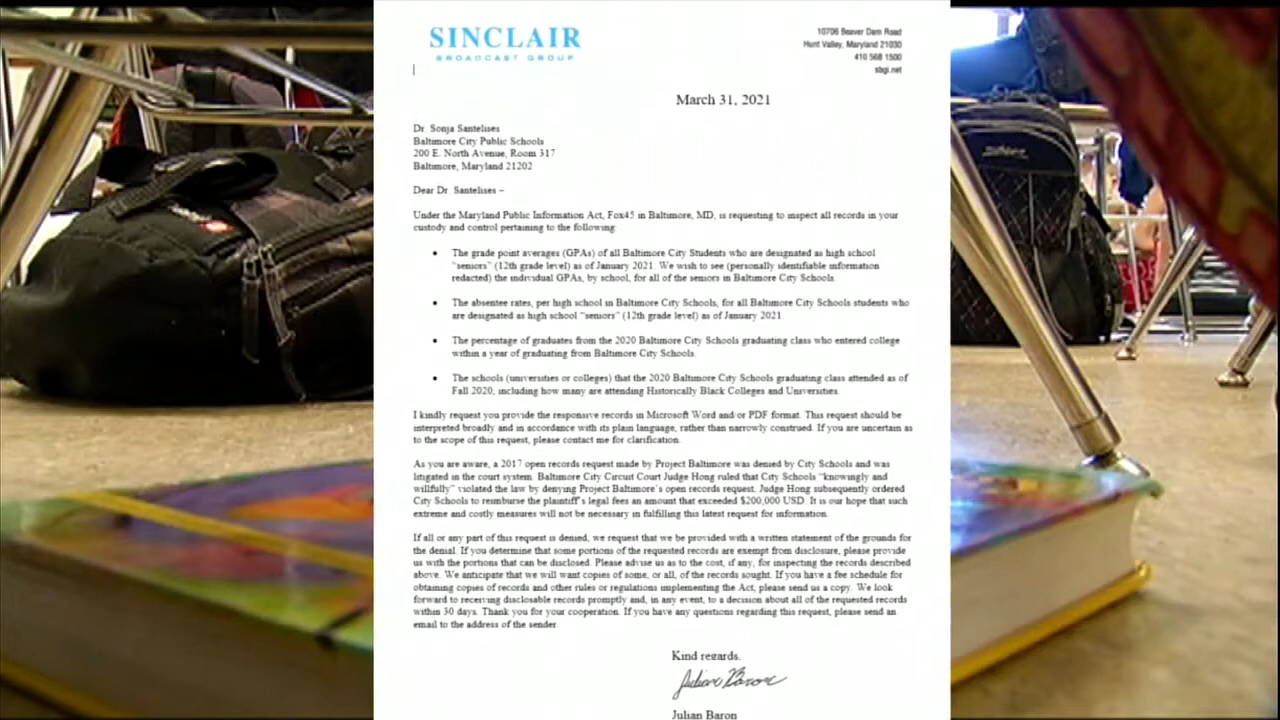 SINCLAIR
BROADCAST GROUP
10706 Beaver Dam Road
Hunt Valley, Maryland 21030
410 568 1500
sbgi.net
March 31, 2021
Dr Sonja Santelises
Baltimore City Public Schools
200 E. North Avenue, Room 317
Baltimore, Maryland 21202
Dear Dr Santelises –
Under the Maryland Public Information Act, Fox45 in Baltimore, MD, is requesting to inspect all records in your
custody and control pertaining to the following:
• The grade point averages (GPAs) of all Baltimore City Students who are designated as high school
“seniors” (12th grade level) as of January 2021. We wish to see (personally identifiable information
redacted) the individual GPAs, by school, for all of the seniors in Baltimore City Schools.
• The absentee rates, per high school in Baltimore City Schools, for all Baltimore City Schools students who
are designated as high school “seniors” (12th grade level) as of January 2021.
• The percentage of graduates from the 2020 Baltimore City Schools graduating class who entered college
within a year of graduating from Baltimore City Schools.
• The schools (universities or colleges) that the 2020 Baltimore City Schools graduating class attended as of
Fall 2020, including how many are attending Historically Black Colleges and Universities.
I kindly request you provide the responsive records in Microsoft Word and/or PDF format. This request should be
interpreted broadly and in accordance with its plain language, rather than narrowly construed. If you are uncertain as
to the scope of this request, please contact me for clarification.
As you are aware, a 2017 open records request made by Project Baltimore was denied by City Schools and was
litigated in the court system. Baltimore City Circuit Court Judge Hong ruled that City Schools “knowingly and
willfully” violated the law by denying Project Baltimore’s open records request. Judge Hong subsequently ordered
City Schools to reimburse the plaintiff’s legal fees an amount that exceeded $200,000 USD. It is our hope that such
extreme and costly measures will not be necessary in fulfilling this latest request for information.
If all or any part of this request is denied, we request that we be provided with a written statement of the grounds for
the denial. If you determine that some portions of the requested records are exempt from disclosure, please provide
us with the portions that can be disclosed. Please advise us as to the cost, if any, for inspecting the records described
above. We anticipate that we will want copies of some, or all, of the records sought. If you have a fee schedule for
obtaining copies of records and other rules or regulations implementing the Act, please send us a copy. We look
forward to receiving disclosable records promptly and, in any event, to a decision about all of the requested records
within 30 days. Thank you for your cooperation. If you have any questions regarding this request, please send an
email to the address of the sender
Kind regards,
Julian Baron
Julian Baron